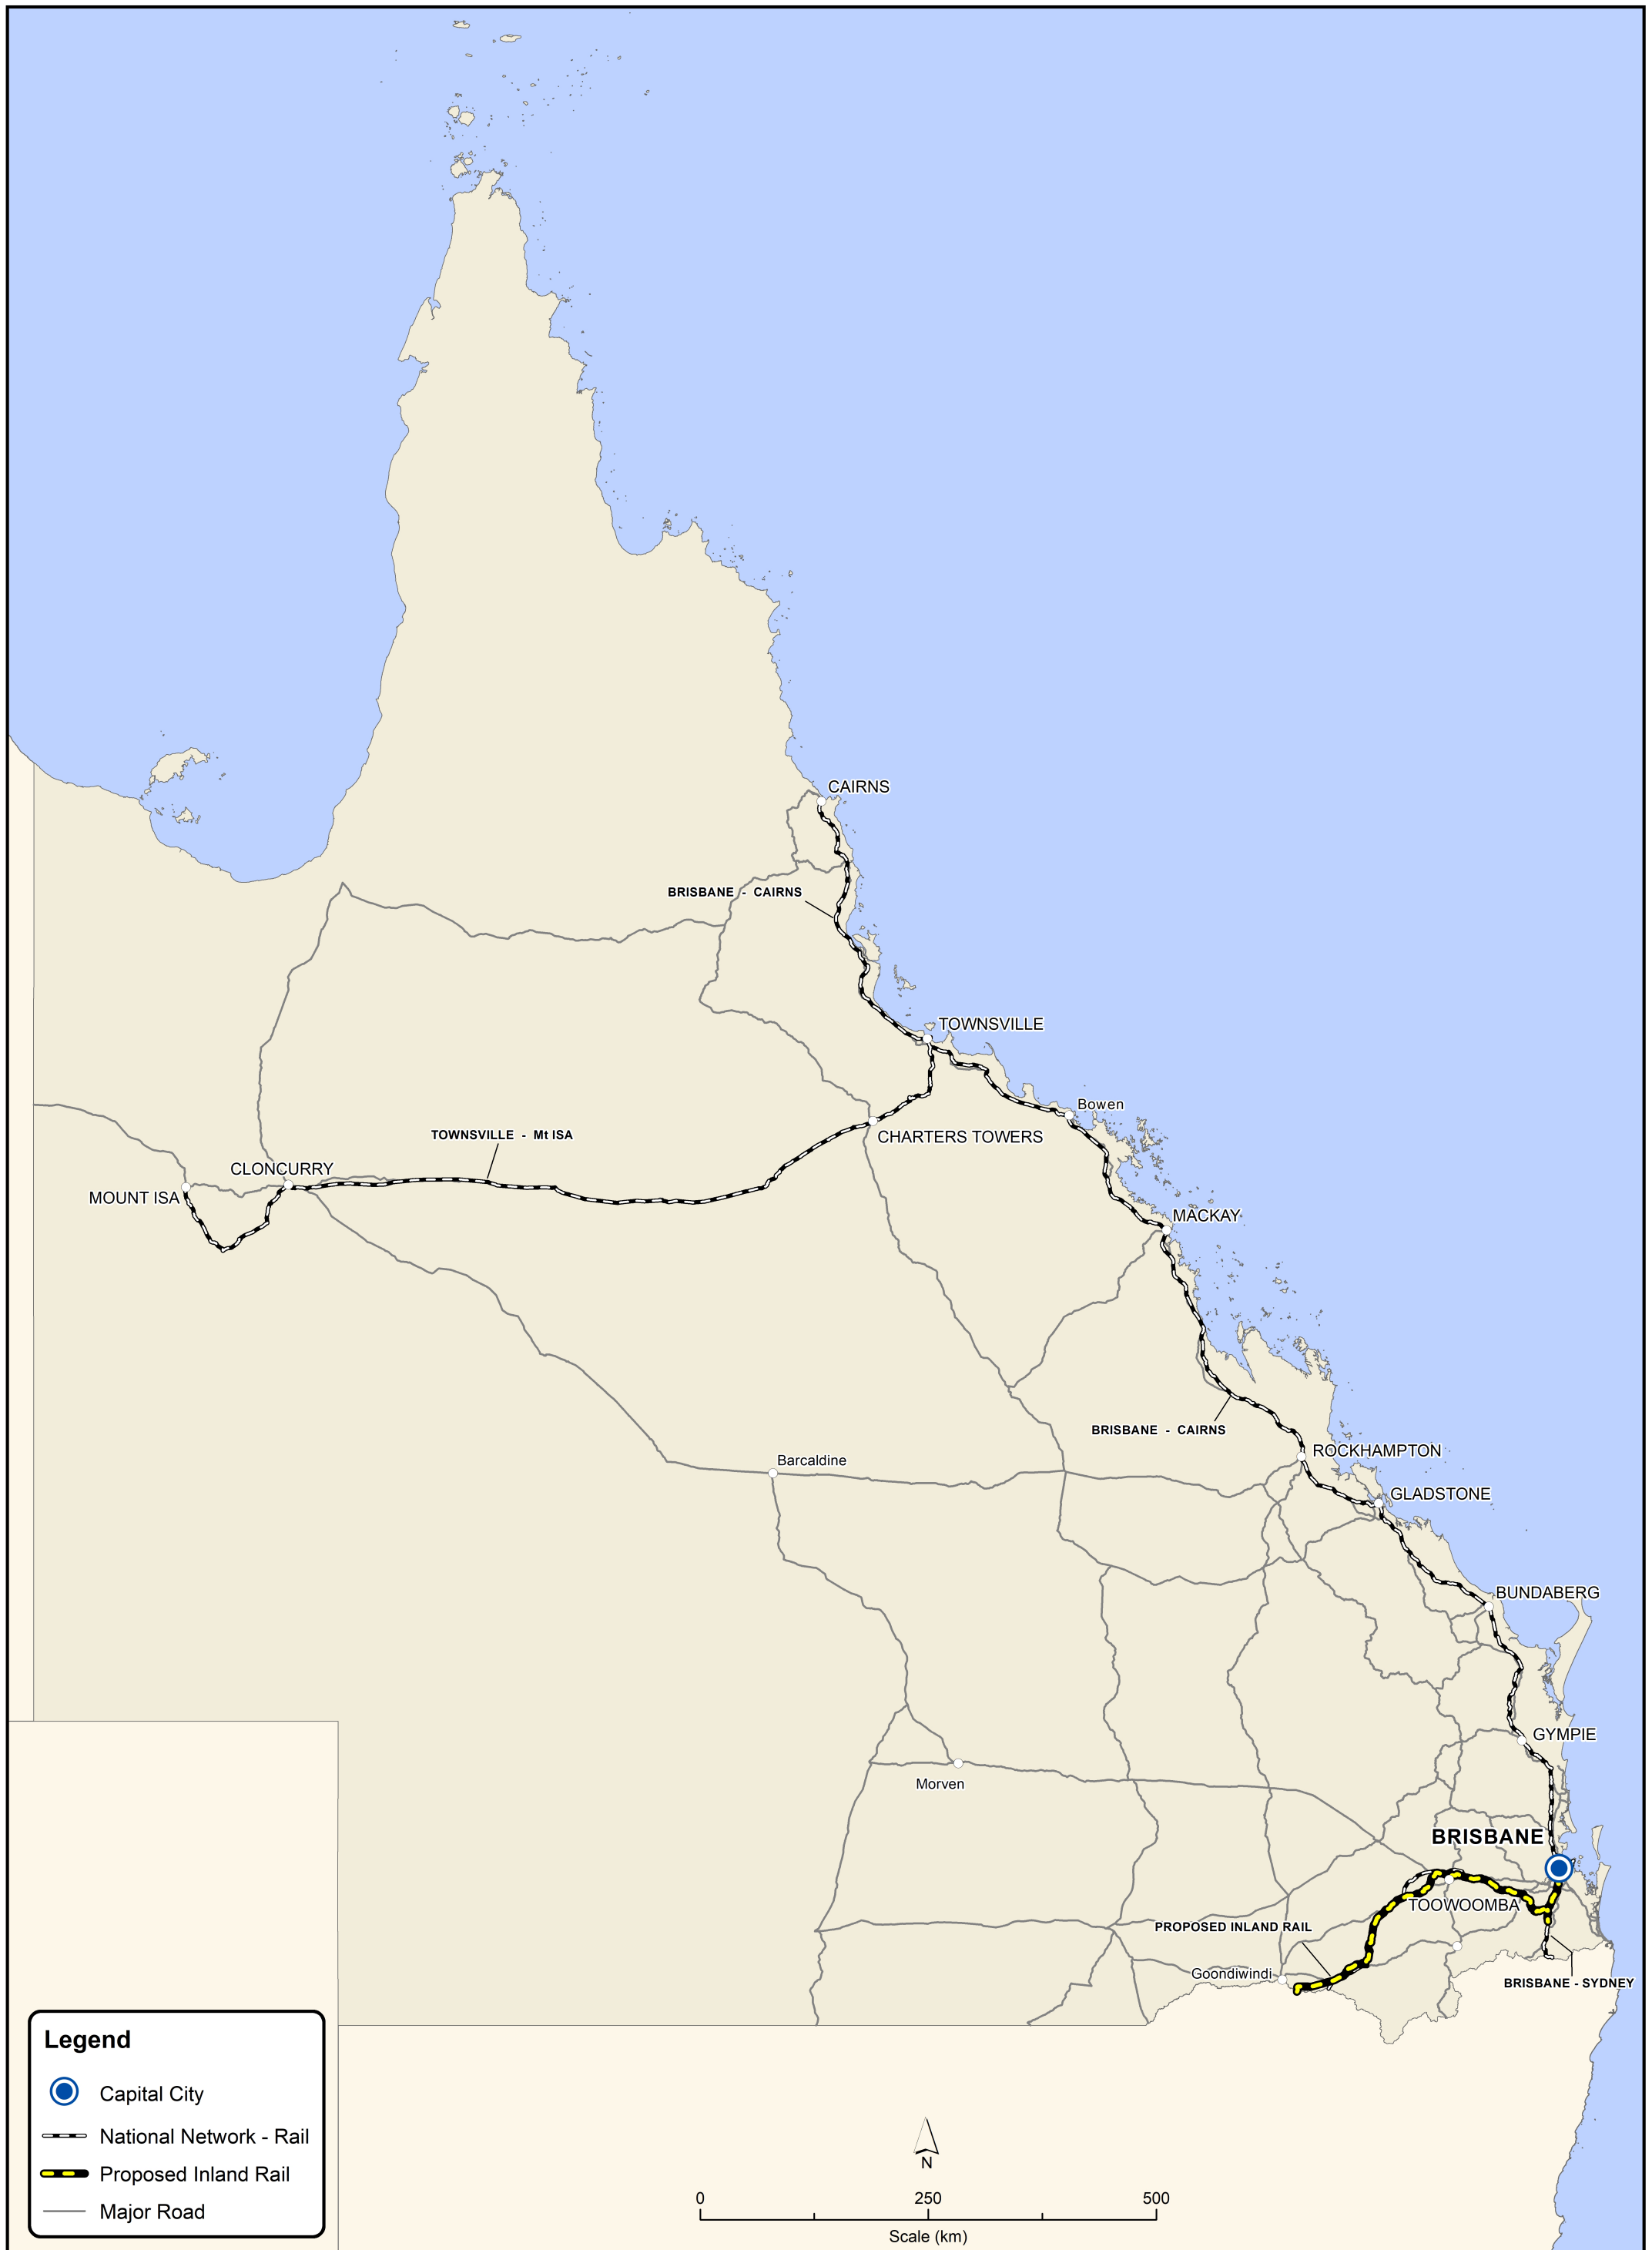 CAIRNS
BRISBANE - CAIRNS
TOWNSVILLE
Bowen
TOWNSVILLE - Mt ISA
CHARTERS TOWERS
CLONCURRY
MOUNT ISA
MACKAY
BRISBANE - CAIRNS
ROCKHAMPTON
Barcaldine
GLADSTONE
BUNDABERG
GYMPIE
Morven
BRISBANE
TOOWOOMBA
PROPOSED INLAND RAIL
Goondiwindi
BRISBANE - SYDNEY
Legend
Capital City
National Network - Rail
Proposed Inland Rail
Major Road
N
0 250 500
Scale (km)